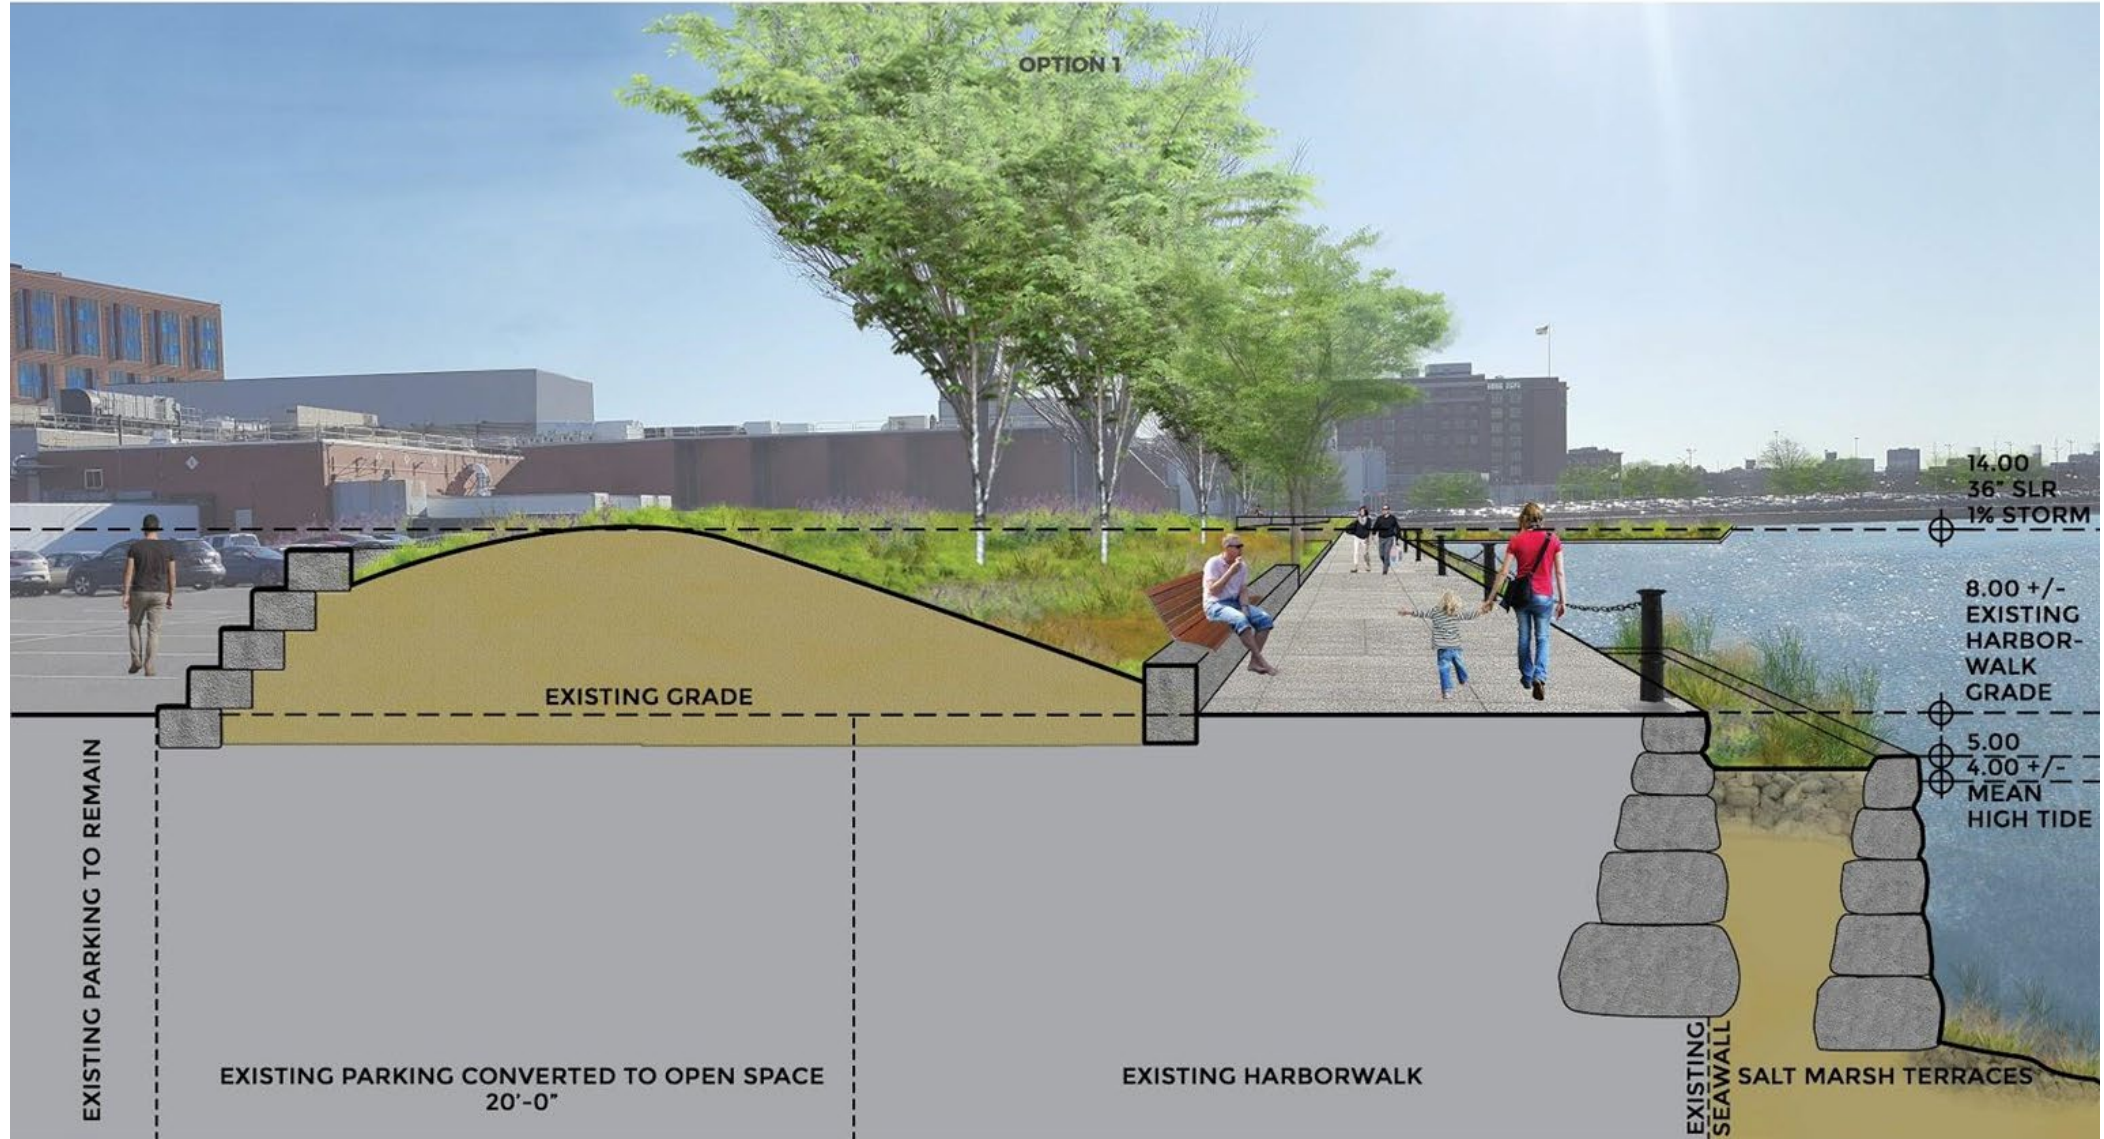 OPTION 1
14.00
36" SLR
1% STORM
8.00 +/-
EXISTING
HARBOR-
WALK
GRADE
5.00
4.00 +/-
MEAN
HIGH TIDE
EXISTING GRADE
EXISTING PARKING TO REMAIN
EXISTING PARKING CONVERTED TO OPEN SPACE
20'-0"
EXISTING HARBORWALK
EXISTING
SEAWALL
SALT MARSH TERRACES